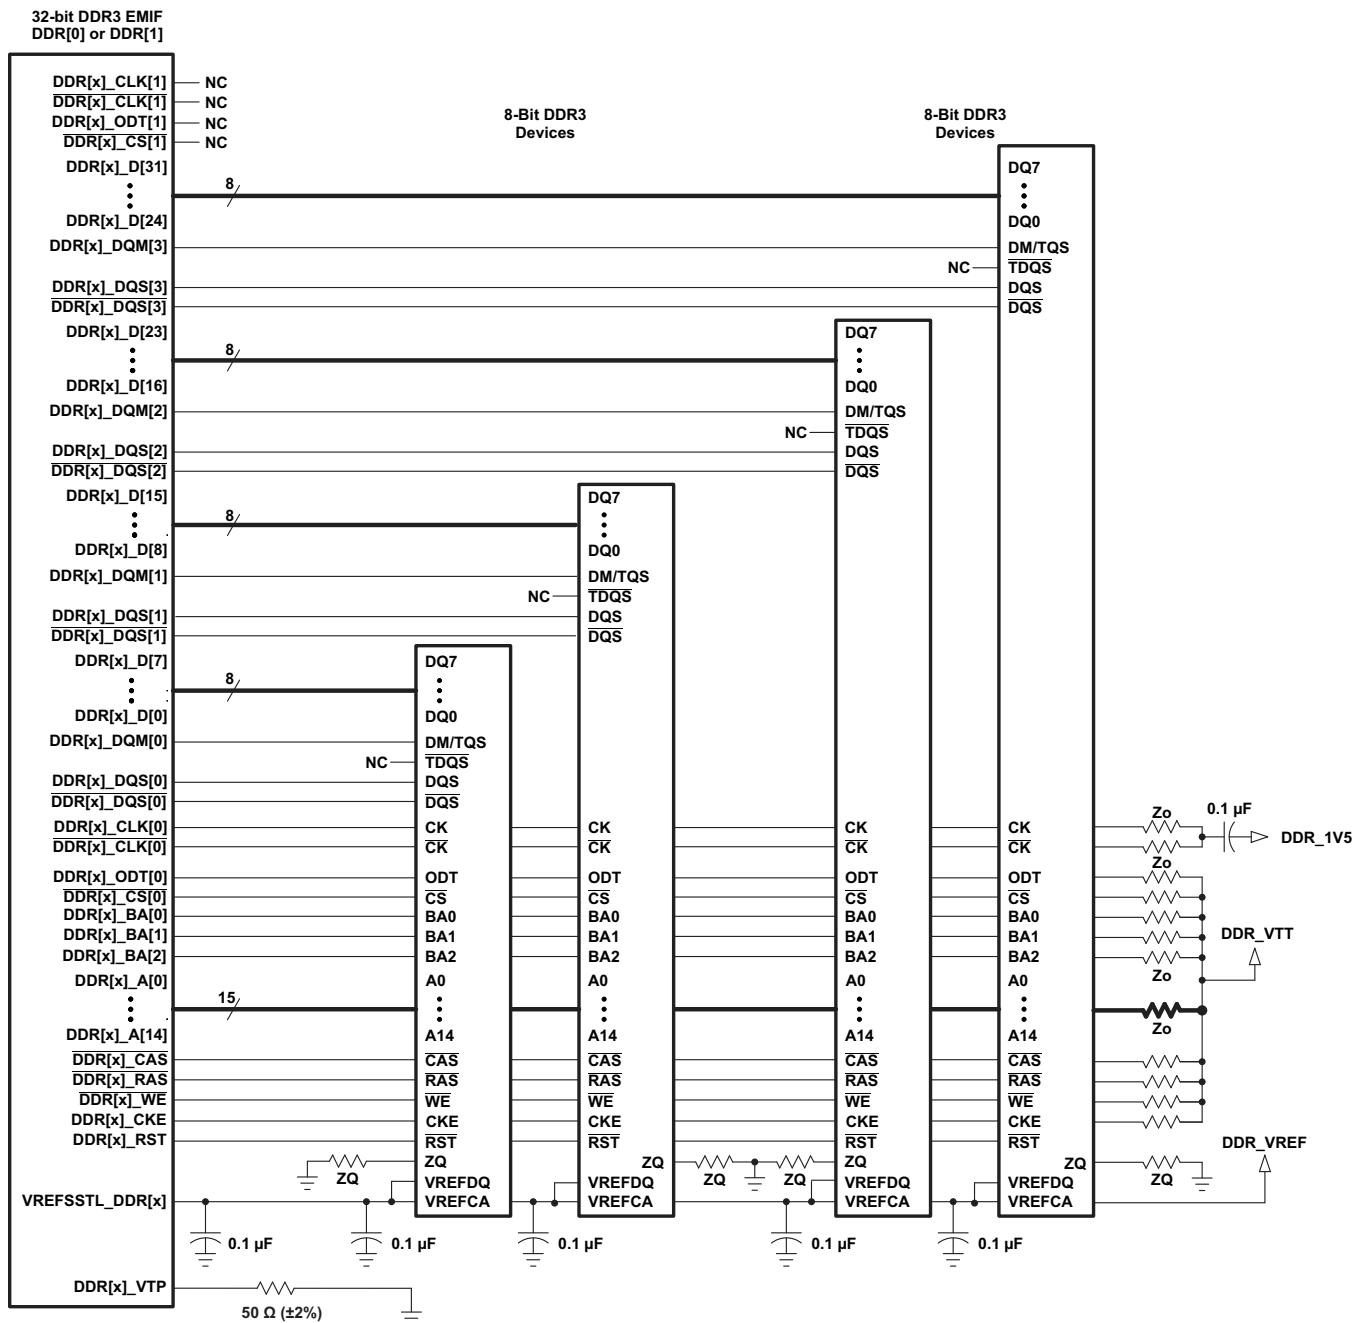 32-bit DDR3 EMIF
DDR[0] or DDR[1]
DDR[x]_CLK[1] NC
DDR[x]_CLK[1] NC
DDR[x]_ODT[1] NC
DDR[x]_CS[1] NC
8-Bit DDR3
Devices
8-Bit DDR3
Devices
DDR[x]_D[31] DQ7
8
DDR[x]_D[24] DQ0
DDR[x]_DQM[3] DM/TQS
NC TDQS
DDR[x]_DQS[3] DQS
DDR[x]_DQS[3] DQS
DDR[x]_D[23] DQ7
8
DDR[x]_D[16] DQ0
DDR[x]_DQM[2] DM/TQS
NC TDQS
DDR[x]_DQS[2] DQS
DDR[x]_DQS[2] DQS
DDR[x]_D[15] DQ7
8
DDR[x]_D[8] DQ0
DDR[x]_DQM[1] DM/TQS
NC TDQS
DDR[x]_DQS[1] DQS
DDR[x]_DQS[1] DQS
DDR[x]_D[7] DQ7
8
DDR[x]_D[0] DQ0
DDR[x]_DQM[0] DM/TQS
NC TDQS
DDR[x]_DQS[0] DQS
DDR[x]_DQS[0] DQS
Zo 0.1 µF
DDR[x]_CLK[0] CK CK CK CK
DDR_1V5
DDR[x]_CLK[0] CK CK CK CK
Zo
DDR[x]_ODT[0] ODT ODT ODT ODT
DDR[x]_CS[0] CS CS CS CS
DDR[x]_BA[0] BA0 BA0 BA0 BA0
DDR[x]_BA[1] BA1 BA1 BA1 BA1 DDR_VTT
DDR[x]_BA[2] BA2 BA2 BA2 BA2
Zo
DDR[x]_A[0] A0 A0 A0 A0
15
Zo
DDR[x]_A[14] A14 A14 A14 A14
DDR[x]_CAS CAS CAS CAS CAS
DDR[x]_RAS RAS RAS RAS RAS
DDR[x]_WE WE WE WE WE
DDR[x]_CKE CKE CKE CKE CKE
DDR[x]_RST RST RST RST RST DDR_VREF
ZQ ZQ ZQ ZQ
ZQ ZQ ZQ ZQ
VREFDQ VREFDQ VREFDQ VREFDQ
VREFSSTL_DDR[x] VREFCA VREFCA VREFCA VREFCA
0.1 µF 0.1 µF 0.1 µF 0.1 µF 0.1 µF
DDR[x]_VTP
50 Ω (±2%)